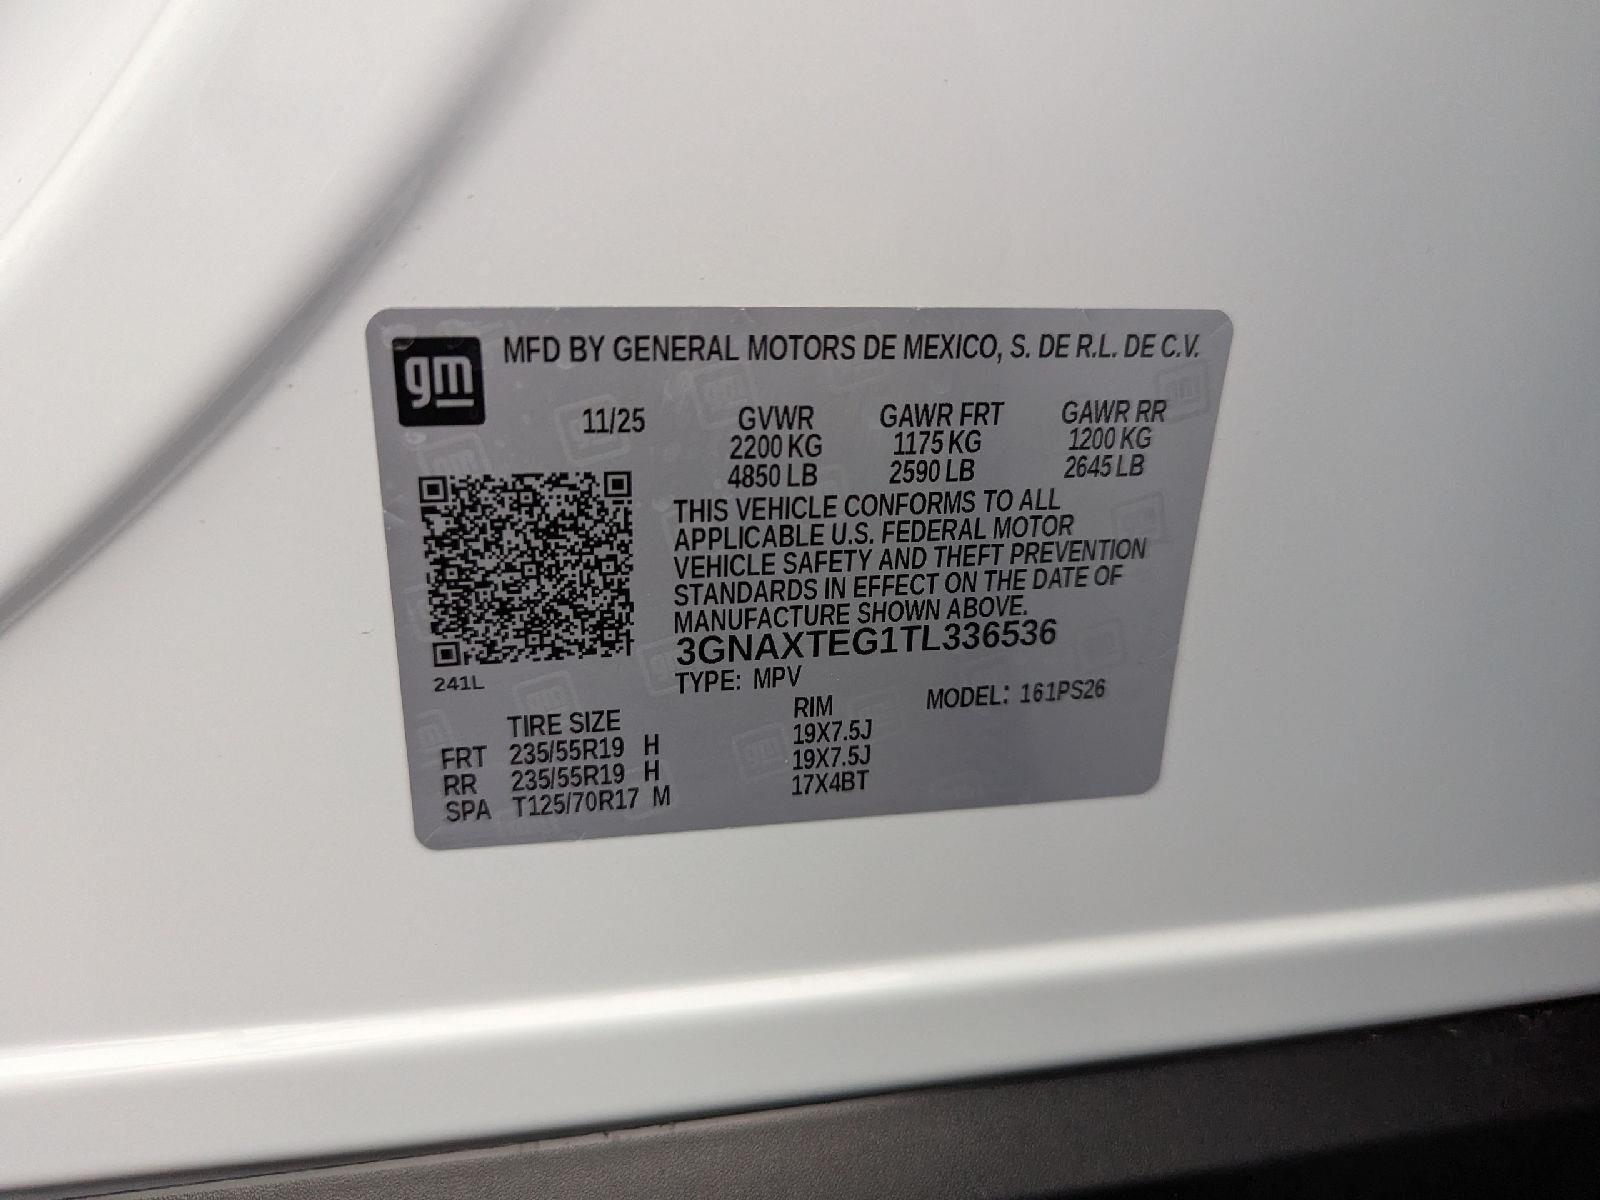 gm MFD BY GENERAL MOTORS DE MEXICO, S. DE R.L. DE C.V.
11/25 GVWR GAWR FRT GAWR RR
2200 KG 1175 KG 1200 KG
4850 LB 2590 LB 2645 LB
THIS VEHICLE CONFORMS TO ALL
APPLICABLE U.S. FEDERAL MOTOR
VEHICLE SAFETY AND THEFT PREVENTION
STANDARDS IN EFFECT ON THE DATE OF
MANUFACTURE SHOWN ABOVE.
3GNAXTEG1TL336536
241L TYPE: MPV MODEL: 161PS26
TIRE SIZE RIM
FRT 235/55R19 H 19X7.5J
RR 235/55R19 H 19X7.5J
SPA T125/70R17 M 17X4BT